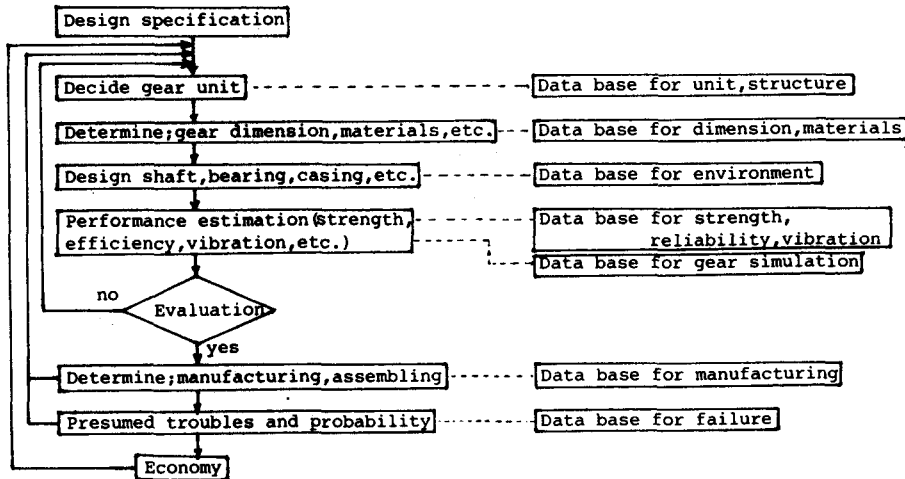 Design specification
Decide gear unit
Data base for unit,structure
Determine;gear dimension,materials,etc.
Data base for dimension,materials
Design shaft,bearing,casing,etc.
Data base for environment
Performance estimation(strength,
efficiency,vibration,etc.)
Data base for strength,
reliability,vibration
Data base for gear simulation
no
Evaluation
yes
Determine;manufacturing,assembling
Data base for manufacturing
Presumed troubles and probability
Data base for failure
Economy